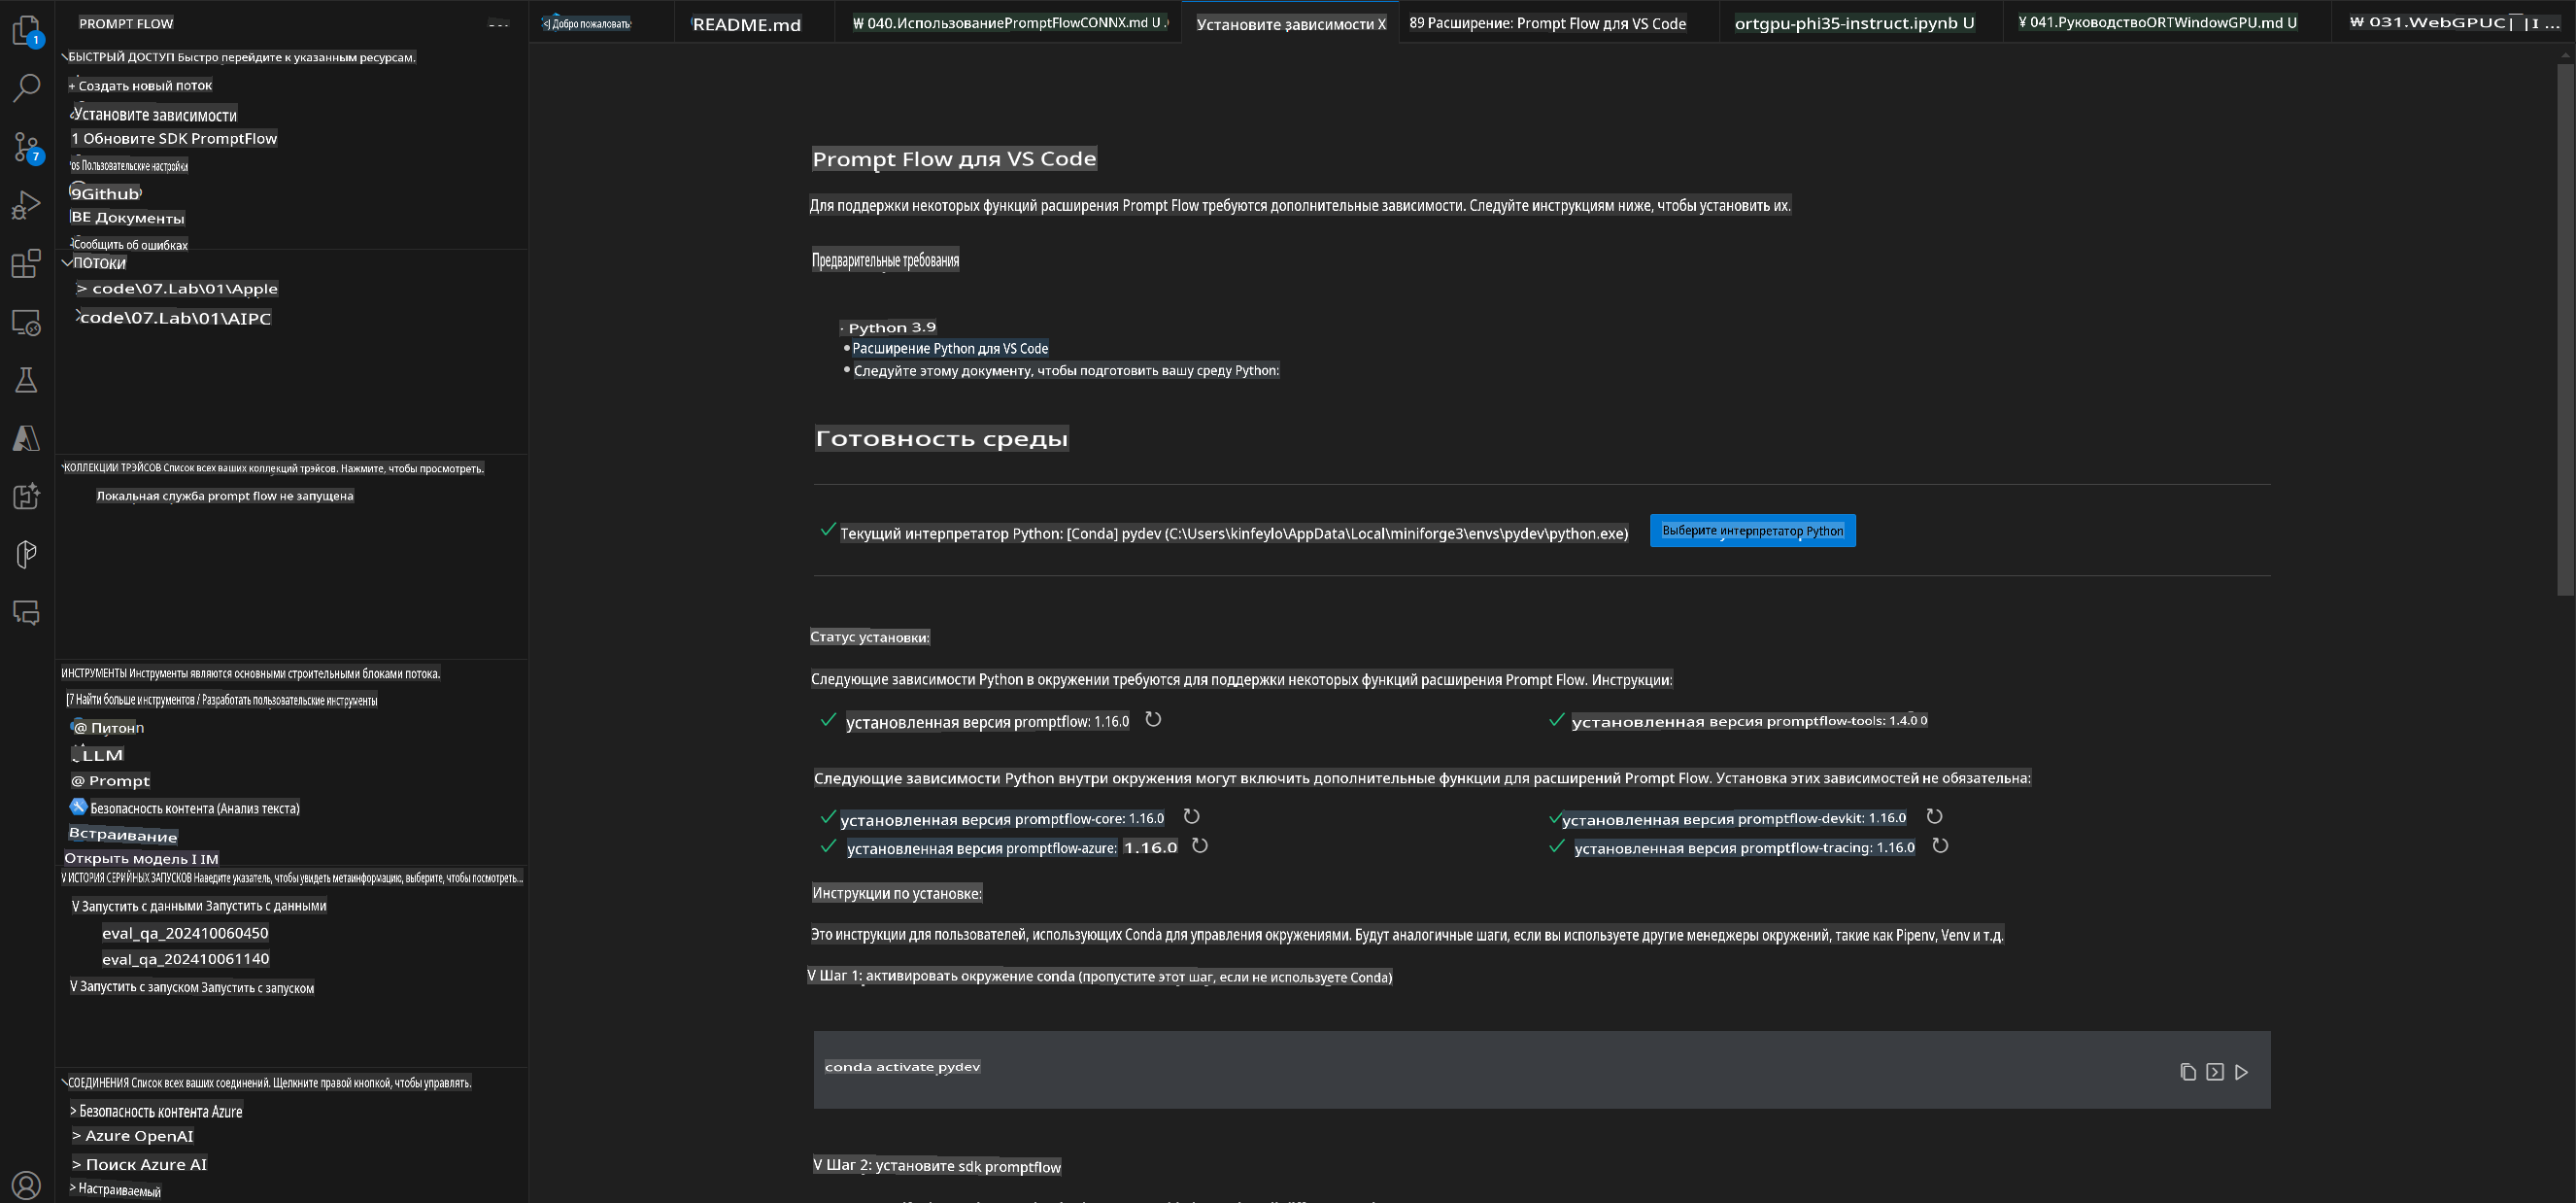 PROMPT FLOW
БЫСТРЫЙ ДОСТУП Быстро перейдите к указанным ресурсам.
+ Создать новый поток
Установите зависимости
1 Обновите SDK PromptFlow
os Пользовательские настройки
9Github
BE Документы
Сообщить об ошибках
ПОТОКИ
> code\07.Lab\01\Apple
code\07.Lab\01\AIPC
КОЛЛЕКЦИИ ТРЭЙСОВ Список всех ваших коллекций трэйсов. Нажмите, чтобы просмотреть.
Локальная служба prompt flow не запущена
ИНСТРУМЕНТЫ Инструменты являются основными строительными блоками потока.
[7 Найти больше инструментов / Разработать пользовательские инструменты
@ Питон
LLM
@ Prompt
Безопасность контента (Анализ текста)
Встраивание
Открыть модель I IM
V ИСТОРИЯ СЕРИЙНЫХ ЗАПУСКОВ Наведите указатель, чтобы увидеть метаинформацию, выберите, чтобы посмотреть...
V Запустить с данными Запустить с данными
eval_qa_202410060450
eval_qa_202410061140
V Запустить с запуском Запустить с запуском
СОЕДИНЕНИЯ Список всех ваших соединений. Щелкните правой кнопкой, чтобы управлять.
> Безопасность контента Azure
> Azure OpenAI
> Поиск Azure AI
> Настраиваемый
Добро пожаловать
README.md
₩ 040.ИспользованиеPromptFlowCONNX.md U .
Установите зависимости X
89 Расширение: Prompt Flow для VS Code
ortgpu-phi35-instruct.ipynb U
¥ 041.РуководствоORTWindowGPU.md U
₩ 031.WebGPUC| |I ...
Prompt Flow для VS Code
Для поддержки некоторых функций расширения Prompt Flow требуются дополнительные зависимости. Следуйте инструкциям ниже, чтобы установить их.
Предварительные требования
· Python 3.9
• Расширение Python для VS Code
• Следуйте этому документу, чтобы подготовить вашу среду Python:
Готовность среды
Текущий интерпретатор Python: [Conda] pydev (C:\Users\kinfeylo\AppData\Local\miniforge3\envs\pydev\python.exe)
Выберите интерпретатор Python
Статус установки:
Следующие зависимости Python в окружении требуются для поддержки некоторых функций расширения Prompt Flow. Инструкции:
установленная версия promptflow: 1.16.0
установленная версия promptflow-tools: 1.4.0 0
Следующие зависимости Python внутри окружения могут включить дополнительные функции для расширений Prompt Flow. Установка этих зависимостей не обязательна:
установленная версия promptflow-core: 1.16.0
установленная версия promptflow-devkit: 1.16.0
установленная версия promptflow-azure: 1.16.0
установленная версия promptflow-tracing: 1.16.0
Инструкции по установке:
Это инструкции для пользователей, использующих Conda для управления окружениями. Будут аналогичные шаги, если вы используете другие менеджеры окружений, такие как Pipenv, Venv и т.д.
V Шаг 1: активировать окружение conda (пропустите этот шаг, если не используете Conda)
conda activate pydev
V Шаг 2: установите sdk promptflow